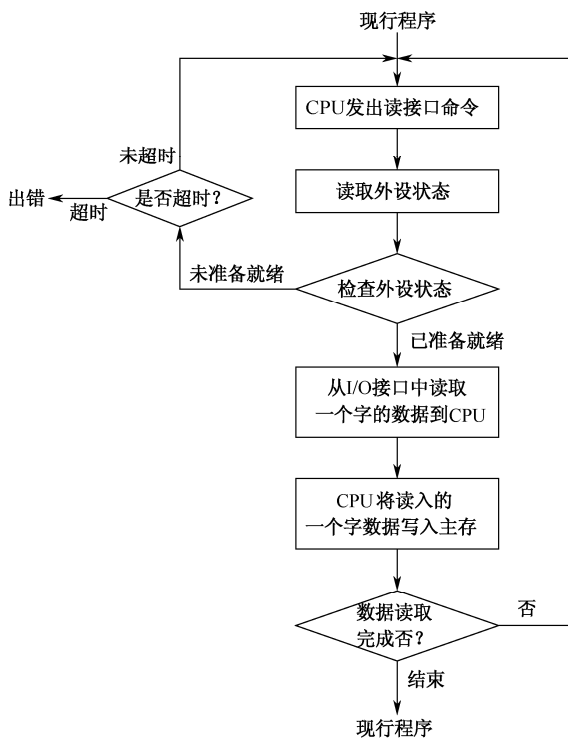 现行程序
CPU发出读接口命令
未超时
读取外设状态
出错
超时
是否超时？
未准备就绪
检查外设状态
已准备就绪
从I/O接口中读取
一个字的数据到CPU
CPU将读入的
一个字数据写入主存
数据读取
完成否？
否
结束
现行程序